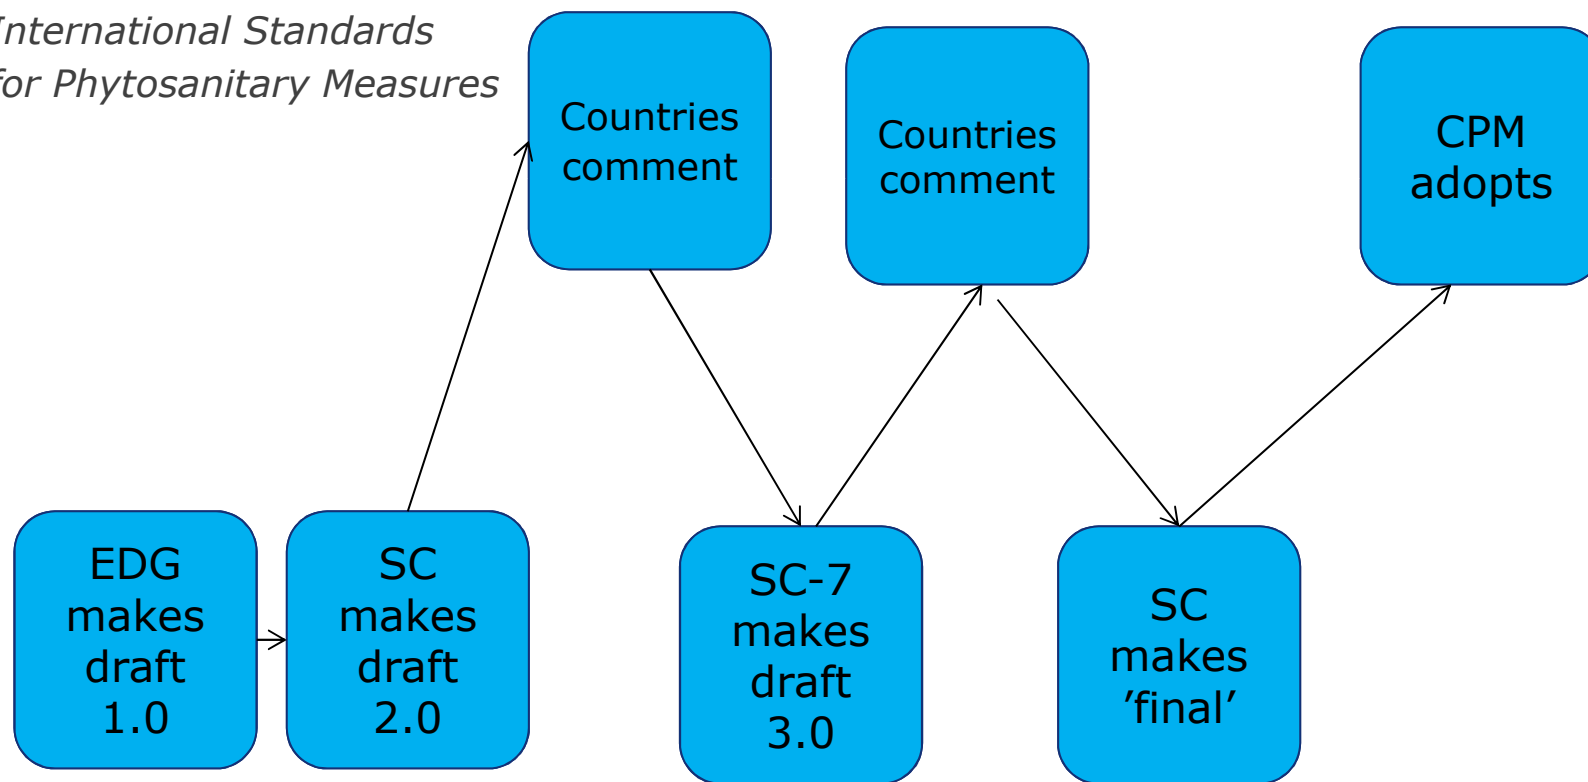 International Standards
for Phytosanitary Measures
Countries
comment
Countries
comment
CPM
adopts
EDG
makes
draft
1.0
SC
makes
draft
2.0
SC-7
makes
draft
3.0
SC
makes
’final’